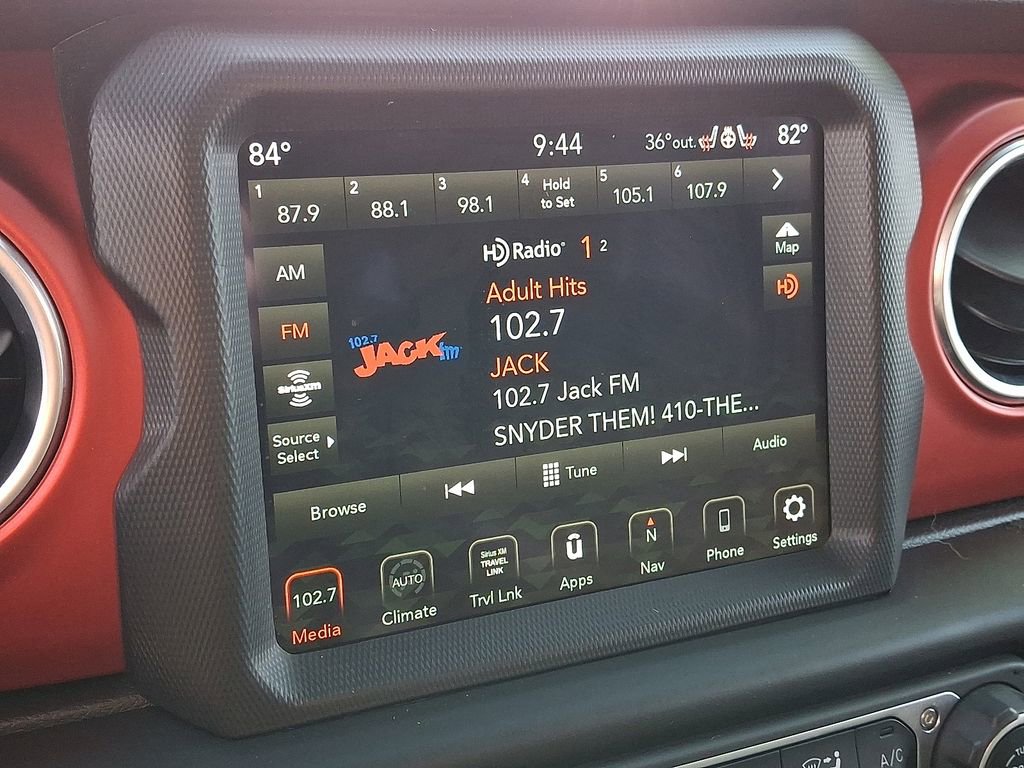 84°
9:44
36°out.
82°
1
87.9
2
88.1
3
98.1
4
Hold
to Set
5
105.1
6
107.9
HD Radio 1 2
Map
AM
Adult Hits
HD
FM
102.7
102.7
JACK fm
JACK
SiriusXM
102.7 Jack FM
SNYDER THEM! 410-THE...
Source
Select
Audio
Tune
Browse
102.7
Media
AUTO
Climate
Sirius XM
TRAVEL
LINK
Trvl Lnk
u
Apps
N
Nav
Phone
Settings
A/C